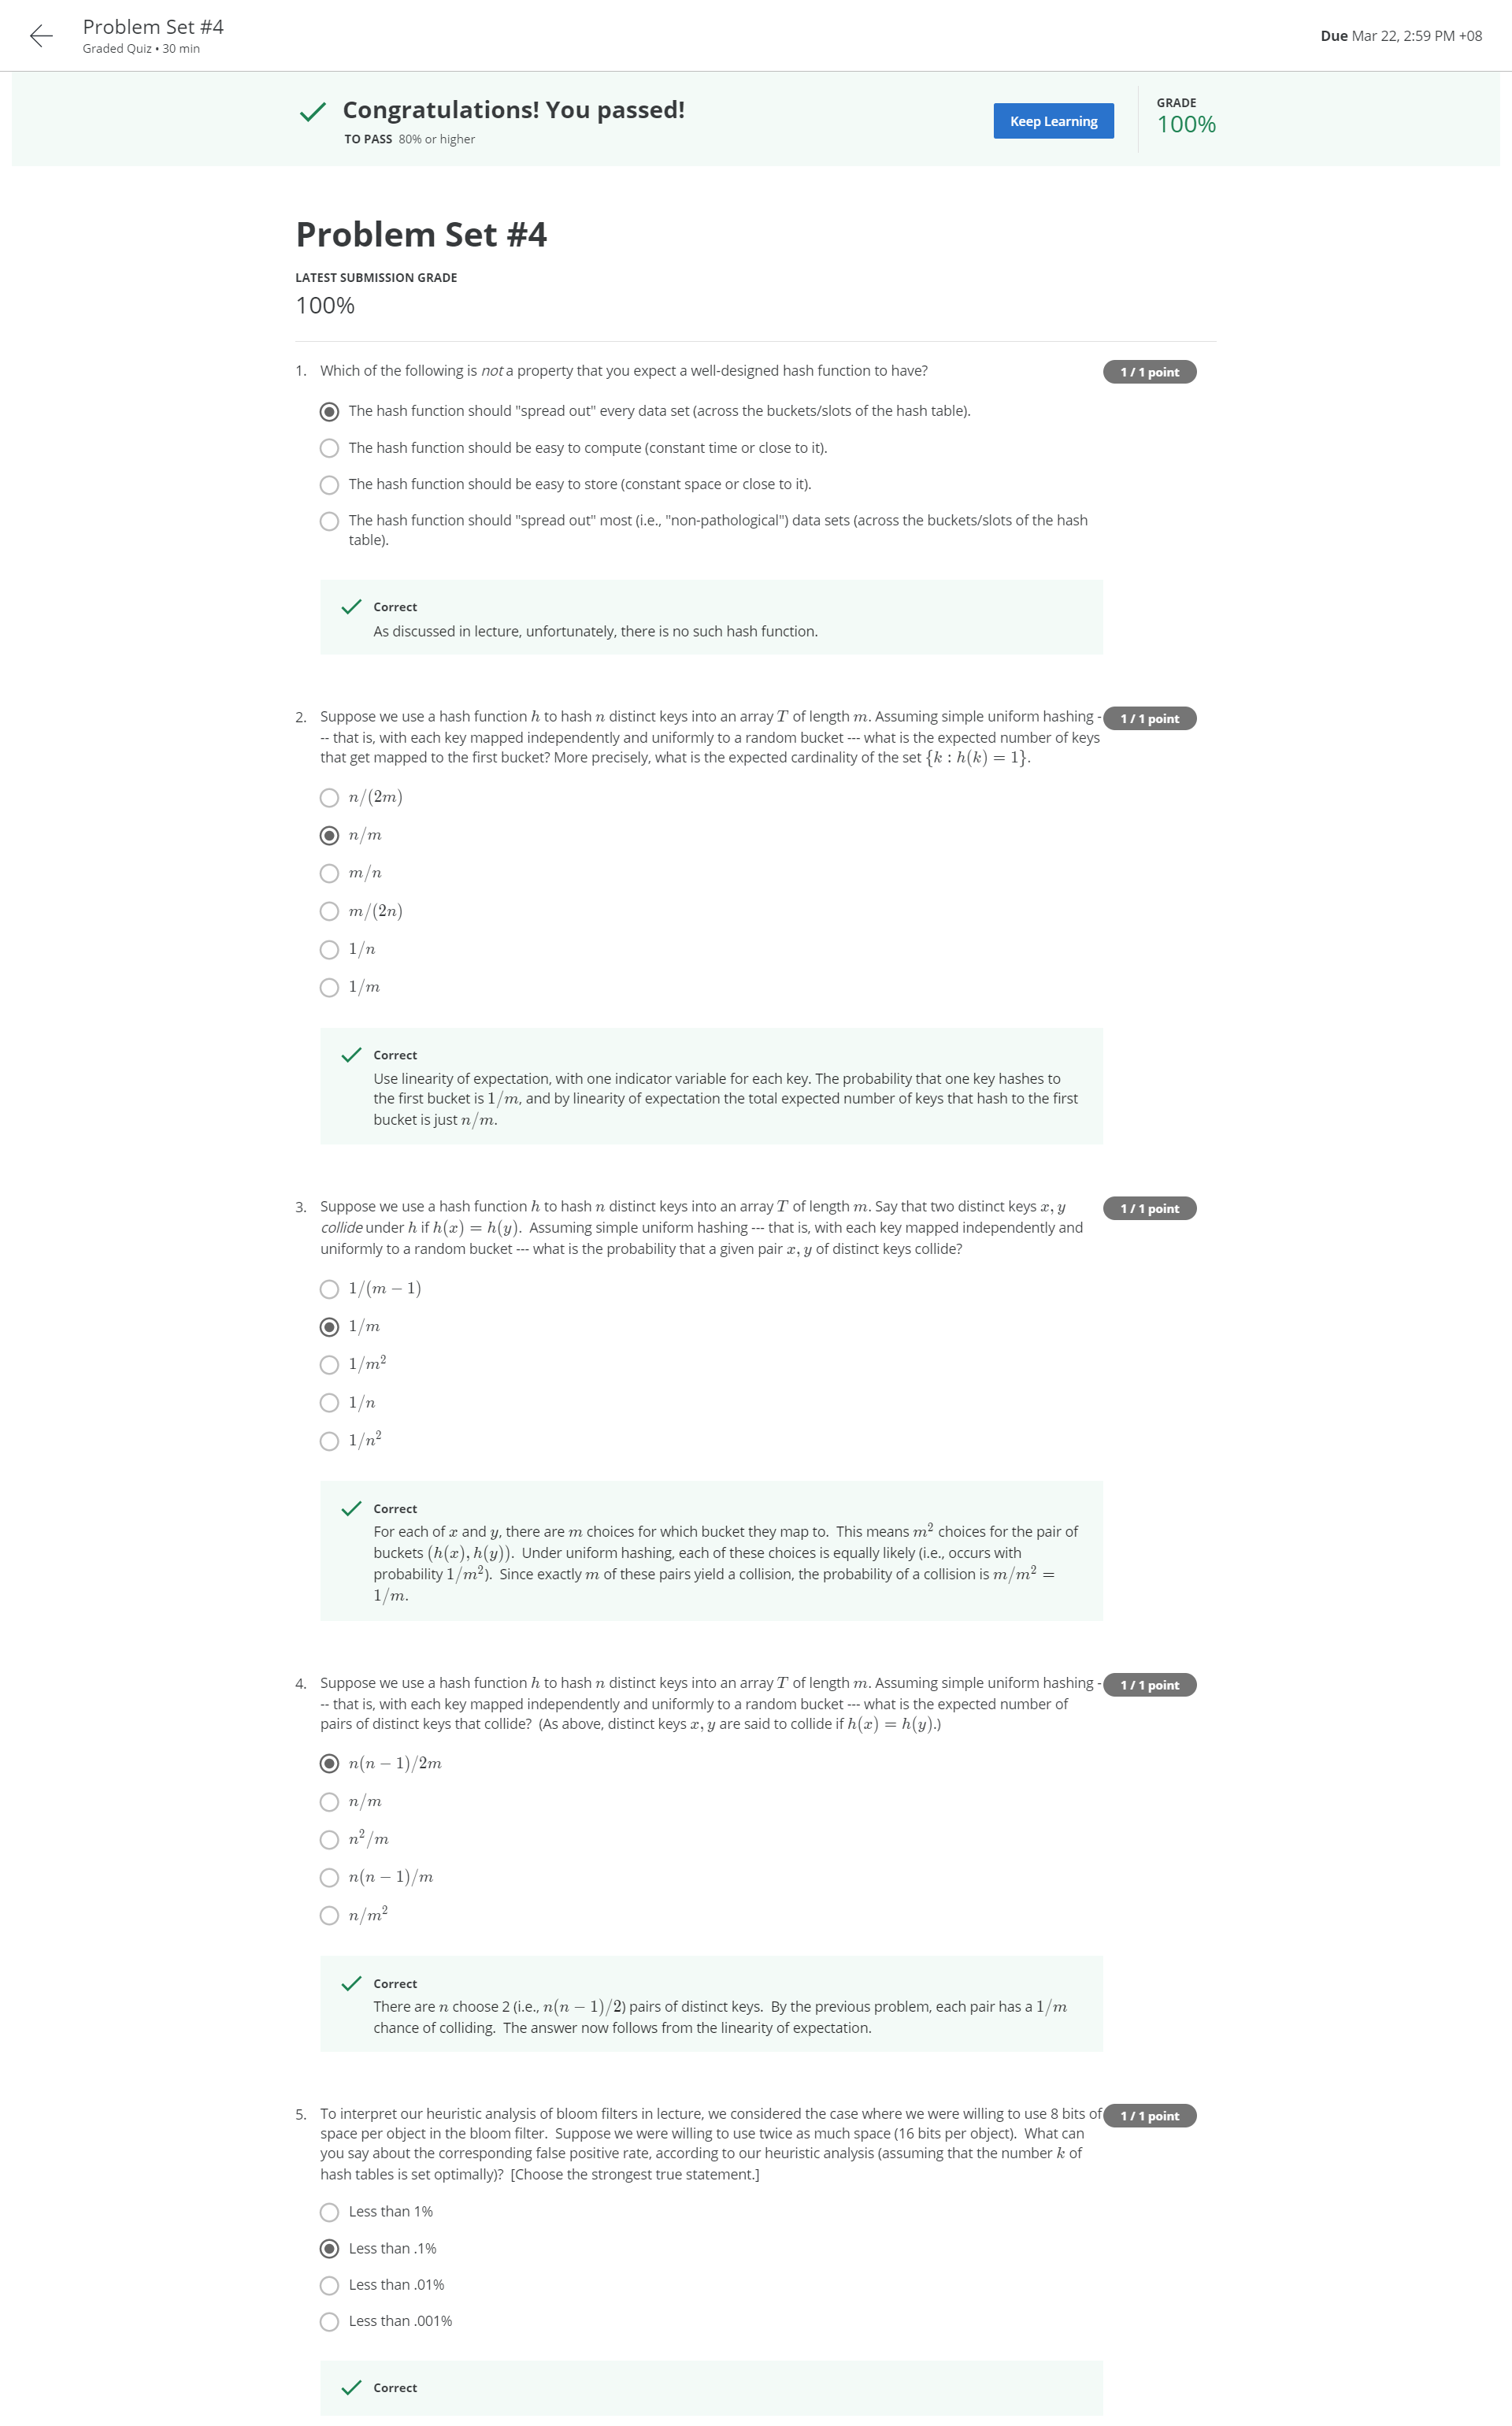 Problem Set #4
Graded Quiz • 30 min
Due Mar 22, 2:59 PM +08
Congratulations! You passed!
TO PASS 80% or higher
Keep Learning
GRADE
100%
Problem Set #4
LATEST SUBMISSION GRADE
100%
1. Which of the following is not a property that you expect a well-designed hash function to have?
1 / 1 point
The hash function should "spread out" every data set (across the buckets/slots of the hash table).
The hash function should be easy to compute (constant time or close to it).
The hash function should be easy to store (constant space or close to it).
The hash function should "spread out" most (i.e., "non-pathological") data sets (across the buckets/slots of the hash
table).
Correct
As discussed in lecture, unfortunately, there is no such hash function.
2. Suppose we use a hash function h to hash n distinct keys into an array T of length m. Assuming simple uniform hashing -
1 / 1 point
-- that is, with each key mapped independently and uniformly to a random bucket --- what is the expected number of keys
that get mapped to the first bucket? More precisely, what is the expected cardinality of the set {k : h(k) = 1}.
n/(2m)
n/m
m/n
m/(2n)
1/n
1/m
Correct
Use linearity of expectation, with one indicator variable for each key. The probability that one key hashes to
the first bucket is 1/m, and by linearity of expectation the total expected number of keys that hash to the first
bucket is just n/m.
3. Suppose we use a hash function h to hash n distinct keys into an array T of length m. Say that two distinct keys x, y
1 / 1 point
collide under h if h(x) = h(y). Assuming simple uniform hashing --- that is, with each key mapped independently and
uniformly to a random bucket --- what is the probability that a given pair x, y of distinct keys collide?
1/(m − 1)
1/m
1/m²
1/n
1/n²
Correct
For each of x and y, there are m choices for which bucket they map to. This means m² choices for the pair of
buckets (h(x), h(y)). Under uniform hashing, each of these choices is equally likely (i.e., occurs with
probability 1/m²). Since exactly m of these pairs yield a collision, the probability of a collision is m/m² =
1/m.
4. Suppose we use a hash function h to hash n distinct keys into an array T of length m. Assuming simple uniform hashing -
1 / 1 point
-- that is, with each key mapped independently and uniformly to a random bucket --- what is the expected number of
pairs of distinct keys that collide? (As above, distinct keys x, y are said to collide if h(x) = h(y).)
n(n − 1)/2m
n/m
n²/m
n(n − 1)/m
n/m²
Correct
There are n choose 2 (i.e., n(n − 1)/2) pairs of distinct keys. By the previous problem, each pair has a 1/m
chance of colliding. The answer now follows from the linearity of expectation.
5. To interpret our heuristic analysis of bloom filters in lecture, we considered the case where we were willing to use 8 bits of
1 / 1 point
space per object in the bloom filter. Suppose we were willing to use twice as much space (16 bits per object). What can
you say about the corresponding false positive rate, according to our heuristic analysis (assuming that the number k of
hash tables is set optimally)? [Choose the strongest true statement.]
Less than 1%
Less than .1%
Less than .01%
Less than .001%
Correct